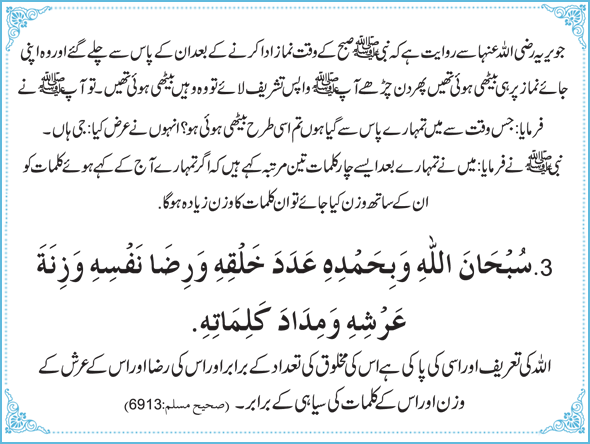 جویریہ رضی اللہ عنہا سے روایت ہے کہ نبی ﷺ صبح کے وقت نماز ادا کرنے کے بعد ان کے پاس سے چلے گئے اور وہ اپنی
جائے نماز پر ہی بیٹھی ہوئی تھیں پھر دن چڑھے آپ ﷺ واپس تشریف لائے تو وہ وہیں بیٹھی ہوئی تھیں۔ تو آپ ﷺ نے
فرمایا: جس وقت سے میں تمہارے پاس سے گیا ہوں تم اسی طرح بیٹھی ہوئی ہو؟ انہوں نے عرض کیا: جی ہاں۔
نبی ﷺ نے فرمایا: میں نے تمہارے بعد ایسے چار کلمات تین مرتبہ کہے ہیں کہ اگر تمہارے آج کے کہے ہوئے کلمات کو
ان کے ساتھ وزن کیا جائے تو ان کلمات کا وزن زیادہ ہوگا۔
3. سُبْحَانَ اللّٰهِ وَبِحَمْدِهِ عَدَدَ خَلْقِهِ وَرِضَا نَفْسِهِ وَزِنَةَ
عَرْشِهِ وَمِدَادَ كَلِمَاتِهِ.
اللہ کی تعریف اور اسی کی پاکی ہے اس کی مخلوق کی تعداد کے برابر اور اس کی رضا اور اس کے عرش کے
وزن اور اس کے کلمات کی سیاہی کے برابر۔ (صحیح مسلم:6913)